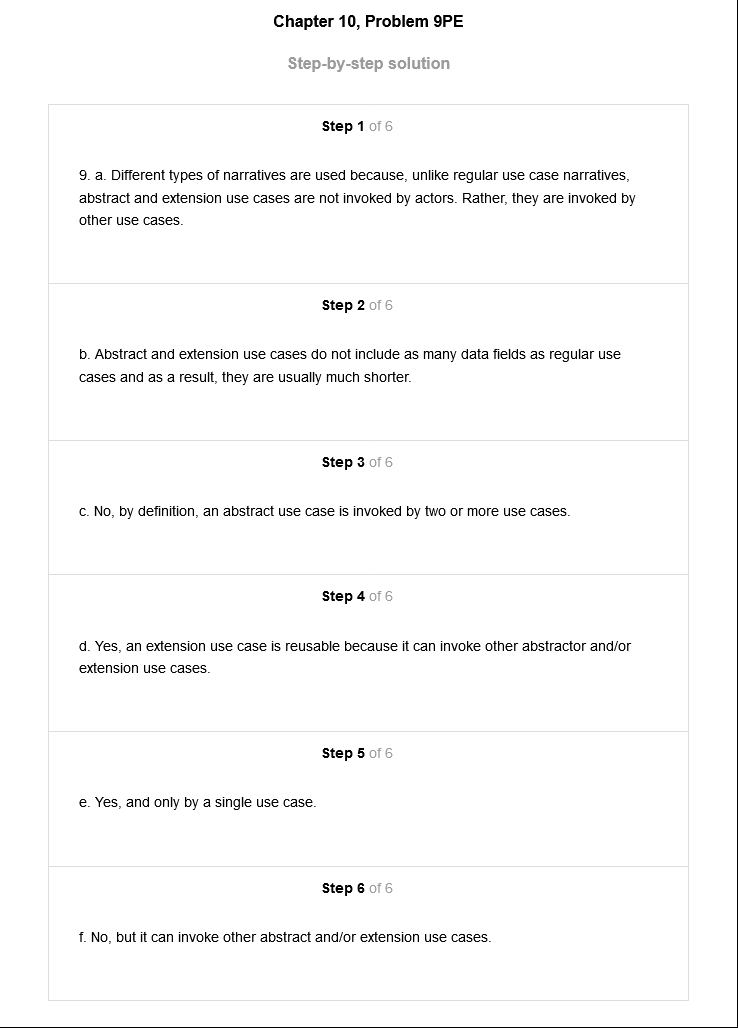 Chapter 10, Problem 9PE
Step-by-step solution
Step 1 of 6
9. a. Different types of narratives are used because, unlike regular use case narratives,
abstract and extension use cases are not invoked by actors. Rather, they are invoked by
other use cases.
Step 2 of 6
b. Abstract and extension use cases do not include as many data fields as regular use
cases and as a result, they are usually much shorter.
Step 3 of 6
c. No, by definition, an abstract use case is invoked by two or more use cases.
Step 4 of 6
d. Yes, an extension use case is reusable because it can invoke other abstractor and/or
extension use cases.
Step 5 of 6
e. Yes, and only by a single use case.
Step 6 of 6
f. No, but it can invoke other abstract and/or extension use cases.